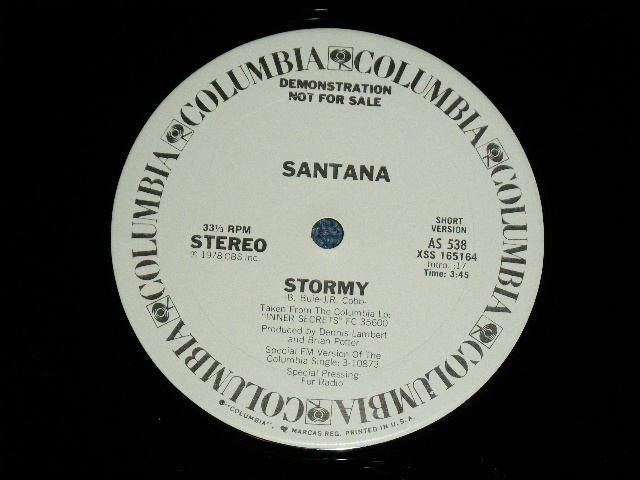 COLUMBIA COLUMBIA COLUMBIA COLUMBIA COLUMBIA COLUMBIA COLUMBIA COLUMBIA
DEMONSTRATION
NOT FOR SALE
SANTANA
33⅓ RPM
STEREO
℗ 1978 CBS Inc.
SHORT
VERSION
AS 538
XSS 165164
Intro. :17
Time: 3:45
STORMY
-B. Buie-J.R. Cobb-
Taken From The Columbia Lp:
"INNER SECRETS" FC 35600
Produced by Dennis Lambert
and Brian Potter
Special FM Version Of The
Columbia Single: 3-10873
Special Pressing
For Radio
"COLUMBIA", MARCAS REG. PRINTED IN U.S.A.